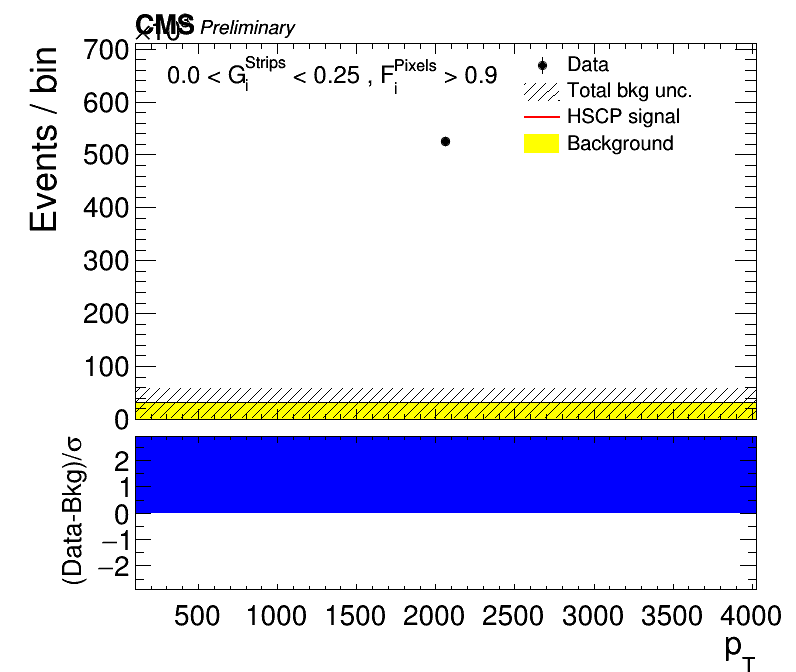 CMS Preliminary
×10³
0.0 < G_i^Strips < 0.25 , F_i^Pixels > 0.9
Data
Total bkg unc.
HSCP signal
Background
Events / bin
700
600
500
400
300
200
100
0
(Data-Bkg)/σ
2
1
0
−1
−2
500 1000 1500 2000 2500 3000 3500 4000
p_T